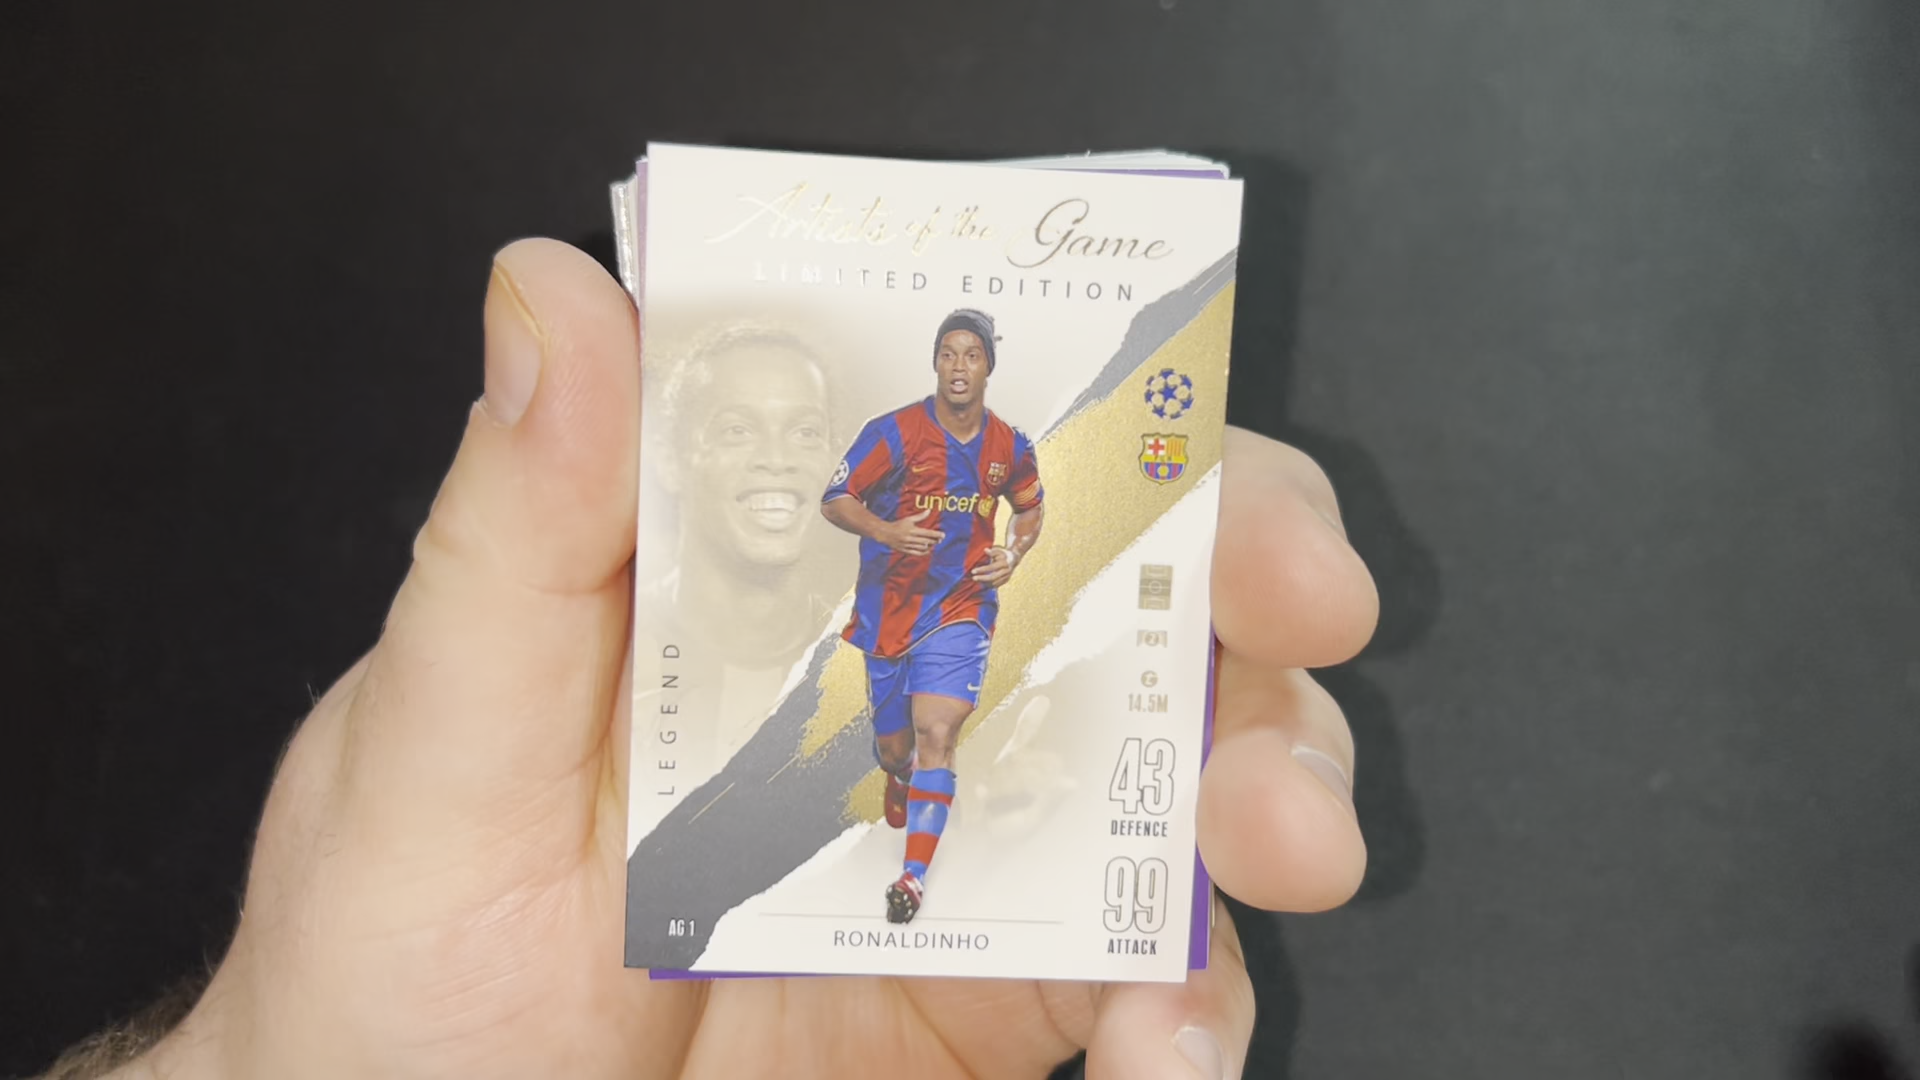 Artists of the Game
LIMITED EDITION
unicef
LEGEND
14.5M
43
DEFENCE
99
ATTACK
AG 1
RONALDINHO